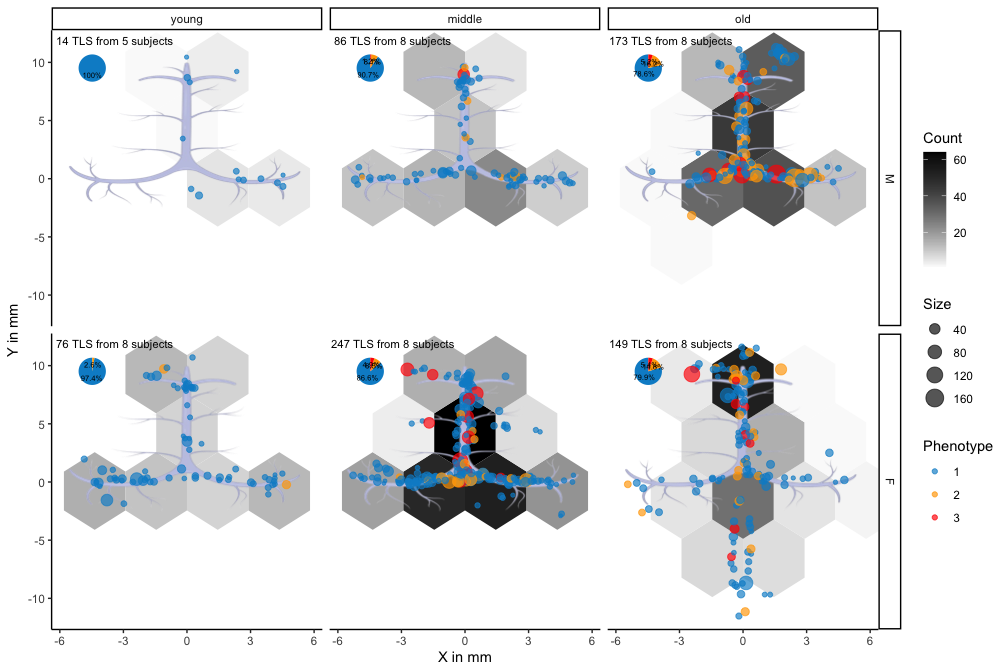 young middle old
14 TLS from 5 subjects 86 TLS from 8 subjects 173 TLS from 8 subjects
100% 90.7% 78.6%
10
5
0
-5
-10
M
76 TLS from 8 subjects 247 TLS from 8 subjects 149 TLS from 8 subjects
2.6%
97.4% 86.6% 79.9%
10
5
0
-5
-10
F
-6 -3 0 3 6 -6 -3 0 3 6 -6 -3 0 3 6
X in mm
Y in mm
Count
60
40
20
Size
40
80
120
160
Phenotype
1
2
3